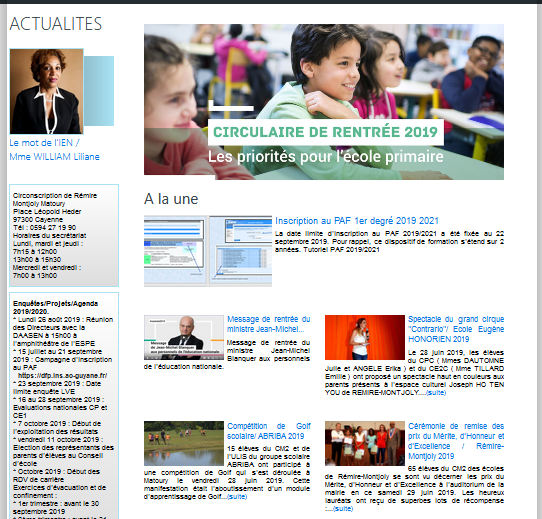 ACTUALITES
Le mot de l'IEN /
Mme WILLIAM Liliane
Circonscription de Rémire
Montjoly Matoury
Place Léopold Heder
97300 Cayenne
Tél : 0594 27 19 90
Horaires du secrétariat
Lundi, mardi et jeudi :
7h15 à 12h00
13h00 à 15h30
Mercredi et vendredi :
7h00 à 13h00
Enquêtes/Projets/Agenda
2019/2020.
* Lundi 26 août 2019 : Réunion
des Directeurs avec la
DAASEN à 15h00 à
l'amphithéâtre de l'ESPE
* 15 juillet au 21 septembre
2019 : Campagne d'inscription
au PAF
https://dfp.ins.ac-guyane.fr/
* 23 septembre 2019 : Date
limite enquête LVE
* 16 au 28 septembre 2019 :
Evaluations nationales CP et
CE1
* 7 octobre 2019 : Début de
l'exploitation des résultats
* vendredi 11 octobre 2019 :
Election des représentants des
parents d'élèves au Conseil
d'école
* Octobre 2019 : Début des
RDV de carrière
Exercices d'évacuation et de
confinement :
* 1er trimestre : avant le 30
septembre 2019
CIRCULAIRE DE RENTRÉE 2019
Les priorités pour l'école primaire
A la une
Inscription au PAF 1er degré 2019 2021
La date limite d'inscription au PAF 2019/2021 a été fixée au 22
septembre 2019. Pour rappel, ce dispositif de formation s'étend sur 2
années. Tutoriel PAF 2019/2021
Message de rentrée
de Jean-Michel Blanquer
aux personnels de l'éducation nationale
Message de rentrée du
ministre Jean-Michel...
Message de rentrée du
ministre Jean-Michel
Blanquer aux personnels
de l'éducation nationale.
Spectacle du grand cirque
"Contrario"/ Ecole Eugène
HONORIEN 2019
Le 28 juin 2019, les élèves
du CPC ( Mmes DAUTOMNE
Julie et ANGELE Erika ) et du CE2C ( Mme TILLARD
Emilie ) ont proposé un spectacle haut en couleurs aux
parents présents à l'espace culturel Joseph HO TEN
YOU de REMIRE-MONTJOLY....(suite)
Compétition de Golf
scolaire/ ABRIBA 2019
15 élèves du CM2 et de
l'ULIS du groupe scolaire
ABRIBA ont participé à
une compétition de Golf qui s'est déroulée à
Matoury le vendredi 28 juin 2019. Cette
manifestation était l'aboutissement d'un module
d'apprentissage de Golf...(suite)
Cérémonie de remise des
prix du Mérite, d'Honneur et
d'Excellence / Rémire-
Montjoly 2019
65 élèves du CM2 des écoles
de Rémire-Montjoly se sont vu décerner les prix du
Mérite, d'Honneur et d'Excellence à l'auditorium de la
mairie en ce samedi 29 juin 2019. Les heureux
lauréats ont reçu de superbes lots de récompense
:...(suite)